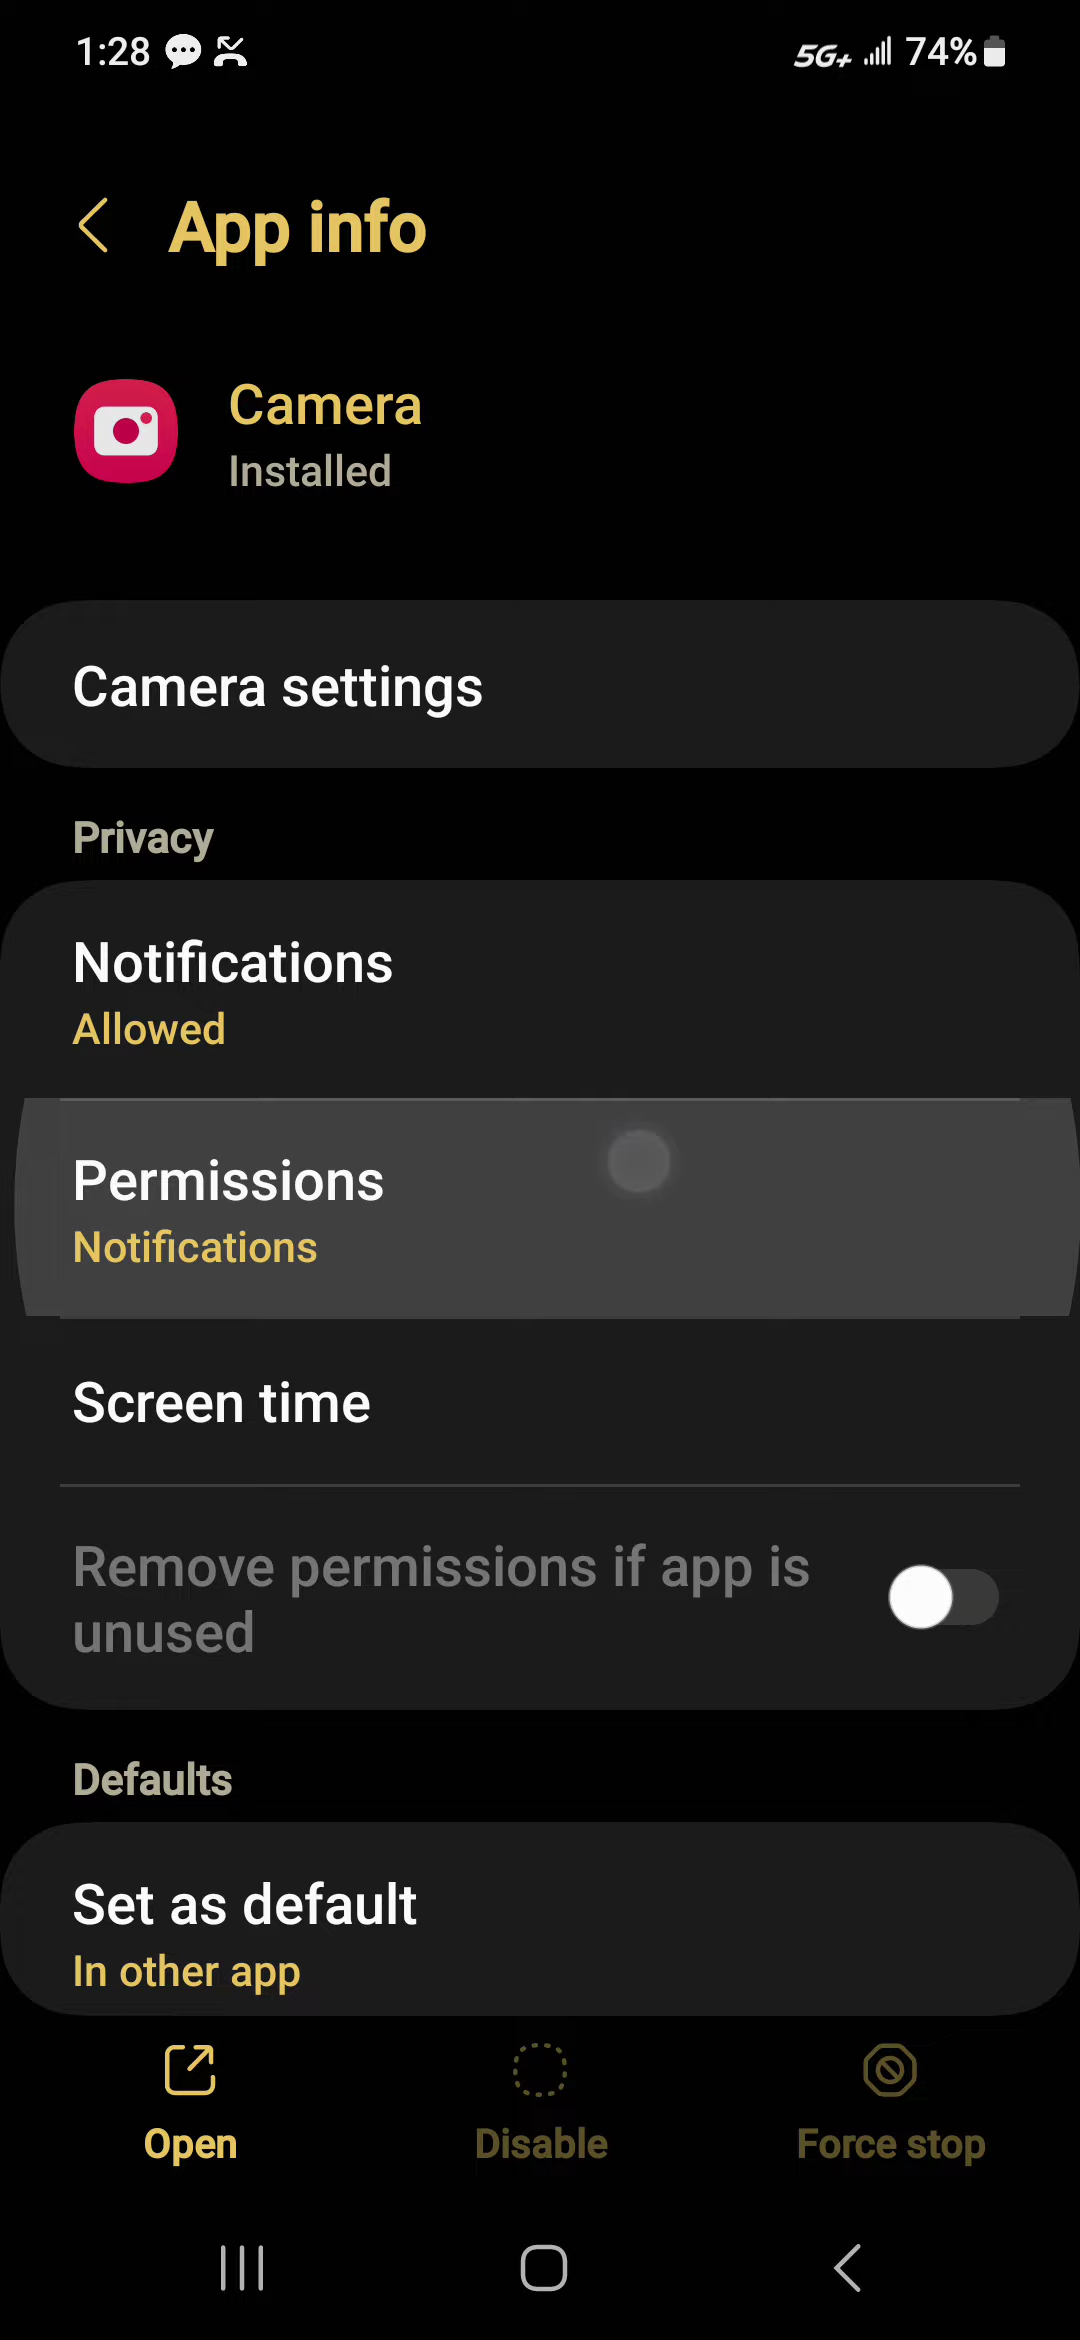 1:28 5G+ 74%
App info
Camera
Installed
Camera settings
Privacy
Notifications
Allowed
Permissions
Notifications
Screen time
Remove permissions if app is
unused
Defaults
Set as default
In other app
Open Disable Force stop